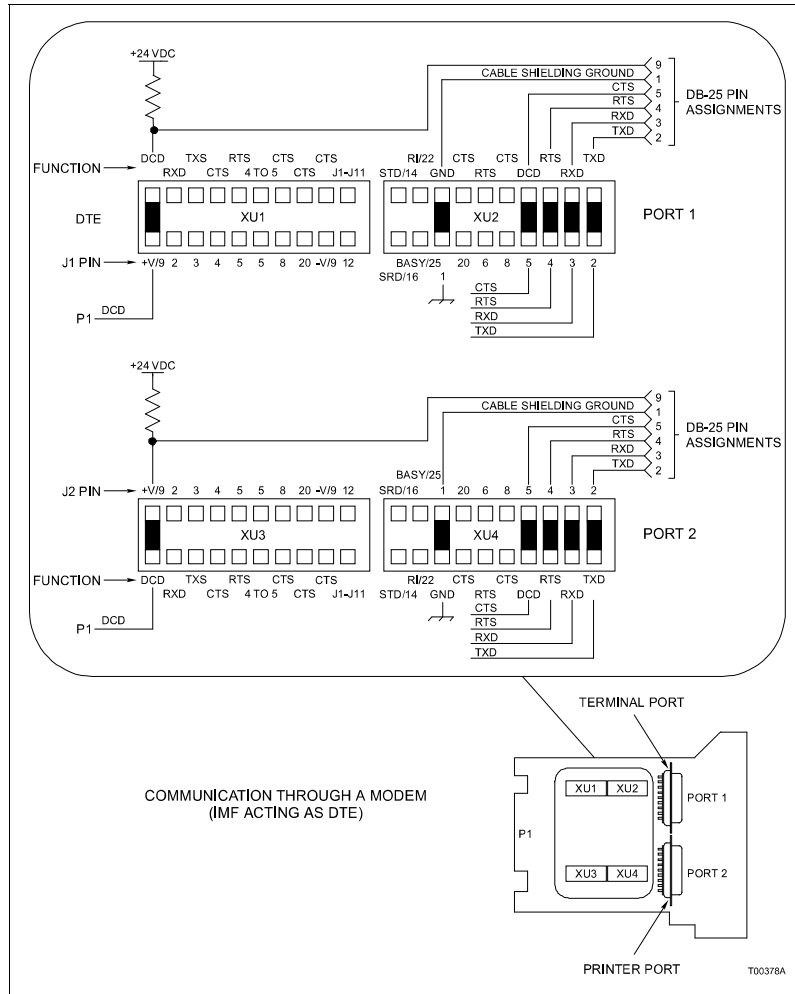 +24 VDC
9
CABLE SHIELDING GROUND
1
CTS
5
RTS
4
RXD
3
TXD
2
DB-25 PIN
ASSIGNMENTS
DCD TXS RTS CTS CTS RI/22 CTS CTS RTS TXD
FUNCTION RXD CTS 4 TO 5 CTS J1-J11 STD/14 GND RTS DCD RXD
DTE XU1 XU2 PORT 1
J1 PIN +V/9 2 3 4 5 5 8 20 -V/9 12 BASY/25 20 6 8 5 4 3 2
SRD/16 1
CTS
RTS
RXD
TXD
P1 DCD
+24 VDC
9
CABLE SHIELDING GROUND
1
CTS
5
RTS
4
RXD
3
TXD
2
DB-25 PIN
ASSIGNMENTS
BASY/25
J2 PIN +V/9 2 3 4 5 5 8 20 -V/9 12 SRD/16 1 20 6 8 5 4 3 2
XU3 XU4 PORT 2
FUNCTION DCD TXS RTS CTS CTS RI/22 CTS CTS RTS TXD
RXD CTS 4 TO 5 CTS J1-J11 STD/14 GND RTS DCD RXD
CTS
RTS
RXD
TXD
P1 DCD
TERMINAL PORT
COMMUNICATION THROUGH A MODEM
(IMF ACTING AS DTE)
XU1 XU2 PORT 1
P1
XU3 XU4 PORT 2
PRINTER PORT
T00378A